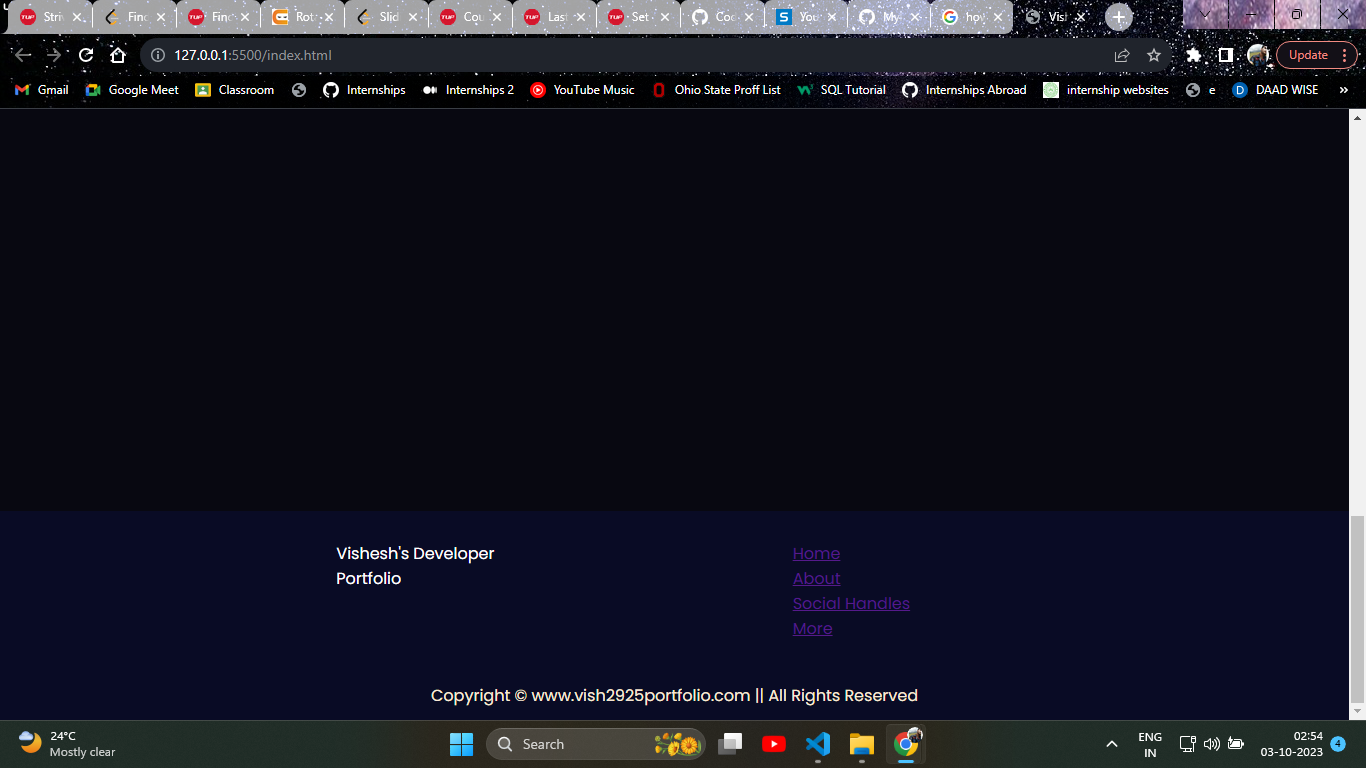 Stri
Find
Find
Rot
Slid
Cou
Last
Set
Coo
You
My
hov
Vish
127.0.0.1:5500/index.html
Update
Gmail
Google Meet
Classroom
Internships
Internships 2
YouTube Music
Ohio State Proff List
SQL Tutorial
Internships Abroad
internship websites
e
DAAD WISE
»
Vishesh's Developer
Portfolio
Home
About
Social Handles
More
Copyright © www.vish2925portfolio.com || All Rights Reserved
24°C
Mostly clear
Search
ENG
IN
02:54
03-10-2023
4